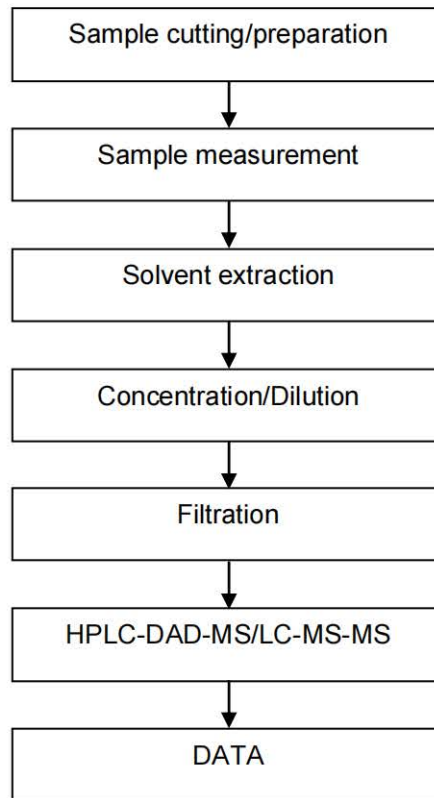 Sample cutting/preparation
Sample measurement
Solvent extraction
Concentration/Dilution
Filtration
HPLC-DAD-MS/LC-MS-MS
DATA